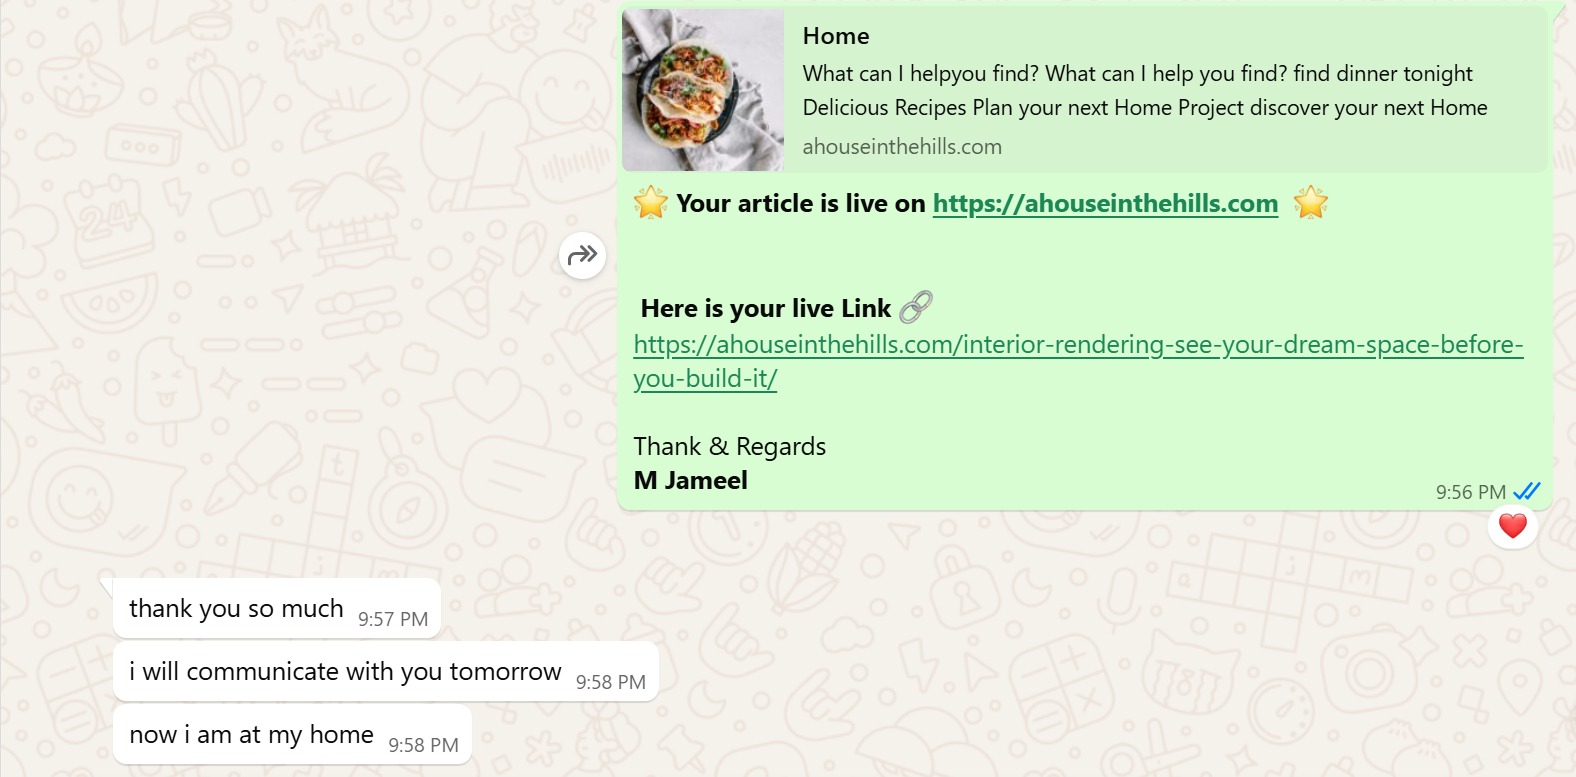 Home
What can I helpyou find? What can I help you find? find dinner tonight
Delicious Recipes Plan your next Home Project discover your next Home
ahouseinthehills.com
🌟 Your article is live on https://ahouseinthehills.com 🌟
Here is your live Link 🔗
https://ahouseinthehills.com/interior-rendering-see-your-dream-space-before-
you-build-it/
Thank & Regards
M Jameel
9:56 PM
thank you so much 9:57 PM
i will communicate with you tomorrow 9:58 PM
now i am at my home 9:58 PM